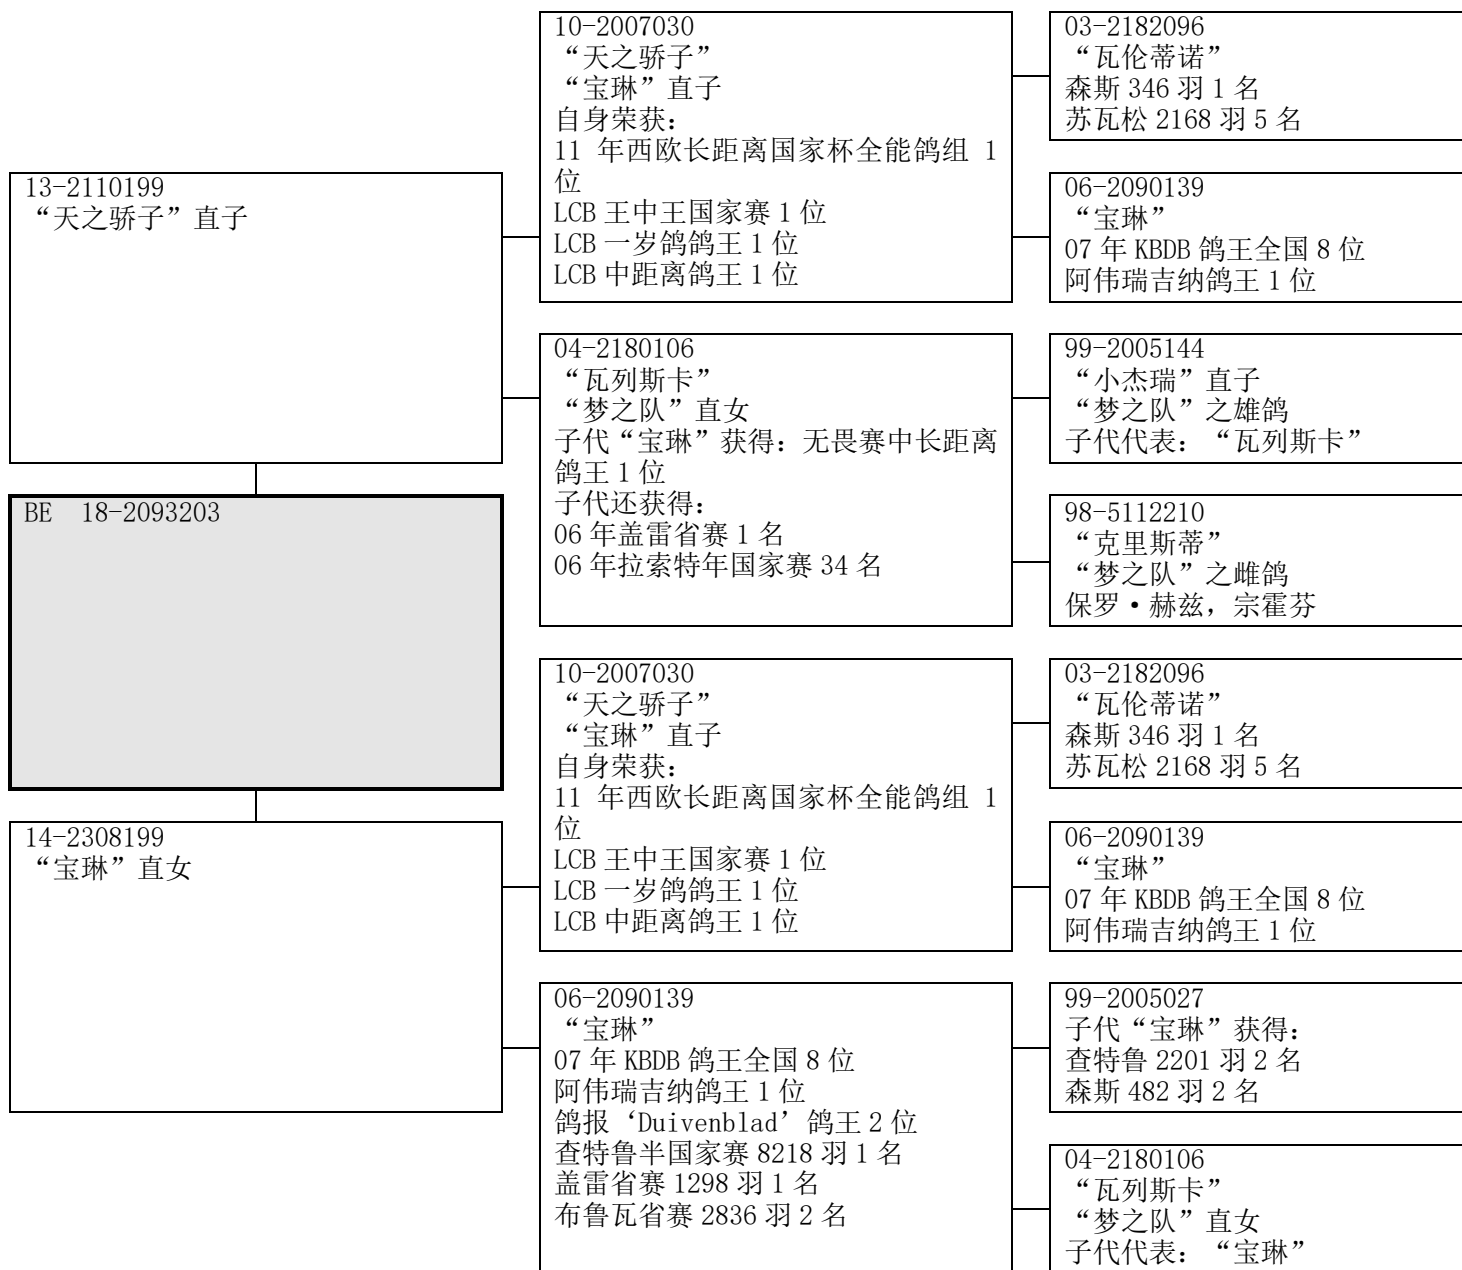 13-2110199
“天之骄子”直子
BE  18-2093203
14-2308199
“宝琳”直女
10-2007030
“天之骄子”
“宝琳”直子
自身荣获：
11 年西欧长距离国家杯全能鸽组 1
位
LCB 王中王国家赛 1 位
LCB 一岁鸽鸽王 1 位
LCB 中距离鸽王 1 位
04-2180106
“瓦列斯卡”
“梦之队”直女
子代“宝琳”获得：无畏赛中长距离
鸽王 1 位
子代还获得：
06 年盖雷省赛 1 名
06 年拉索特年国家赛 34 名
10-2007030
“天之骄子”
“宝琳”直子
自身荣获：
11 年西欧长距离国家杯全能鸽组 1
位
LCB 王中王国家赛 1 位
LCB 一岁鸽鸽王 1 位
LCB 中距离鸽王 1 位
06-2090139
“宝琳”
07 年 KBDB 鸽王全国 8 位
阿伟瑞吉纳鸽王 1 位
鸽报‘Duivenblad’鸽王 2 位
查特鲁半国家赛 8218 羽 1 名
盖雷省赛 1298 羽 1 名
布鲁瓦省赛 2836 羽 2 名
03-2182096
“瓦伦蒂诺”
森斯 346 羽 1 名
苏瓦松 2168 羽 5 名
06-2090139
“宝琳”
07 年 KBDB 鸽王全国 8 位
阿伟瑞吉纳鸽王 1 位
99-2005144
“小杰瑞”直子
“梦之队”之雄鸽
子代代表：“瓦列斯卡”
98-5112210
“克里斯蒂”
“梦之队”之雌鸽
保罗•赫兹，宗霍芬
03-2182096
“瓦伦蒂诺”
森斯 346 羽 1 名
苏瓦松 2168 羽 5 名
06-2090139
“宝琳”
07 年 KBDB 鸽王全国 8 位
阿伟瑞吉纳鸽王 1 位
99-2005027
子代“宝琳”获得：
查特鲁 2201 羽 2 名
森斯 482 羽 2 名
04-2180106
“瓦列斯卡”
“梦之队”直女
子代代表：“宝琳”